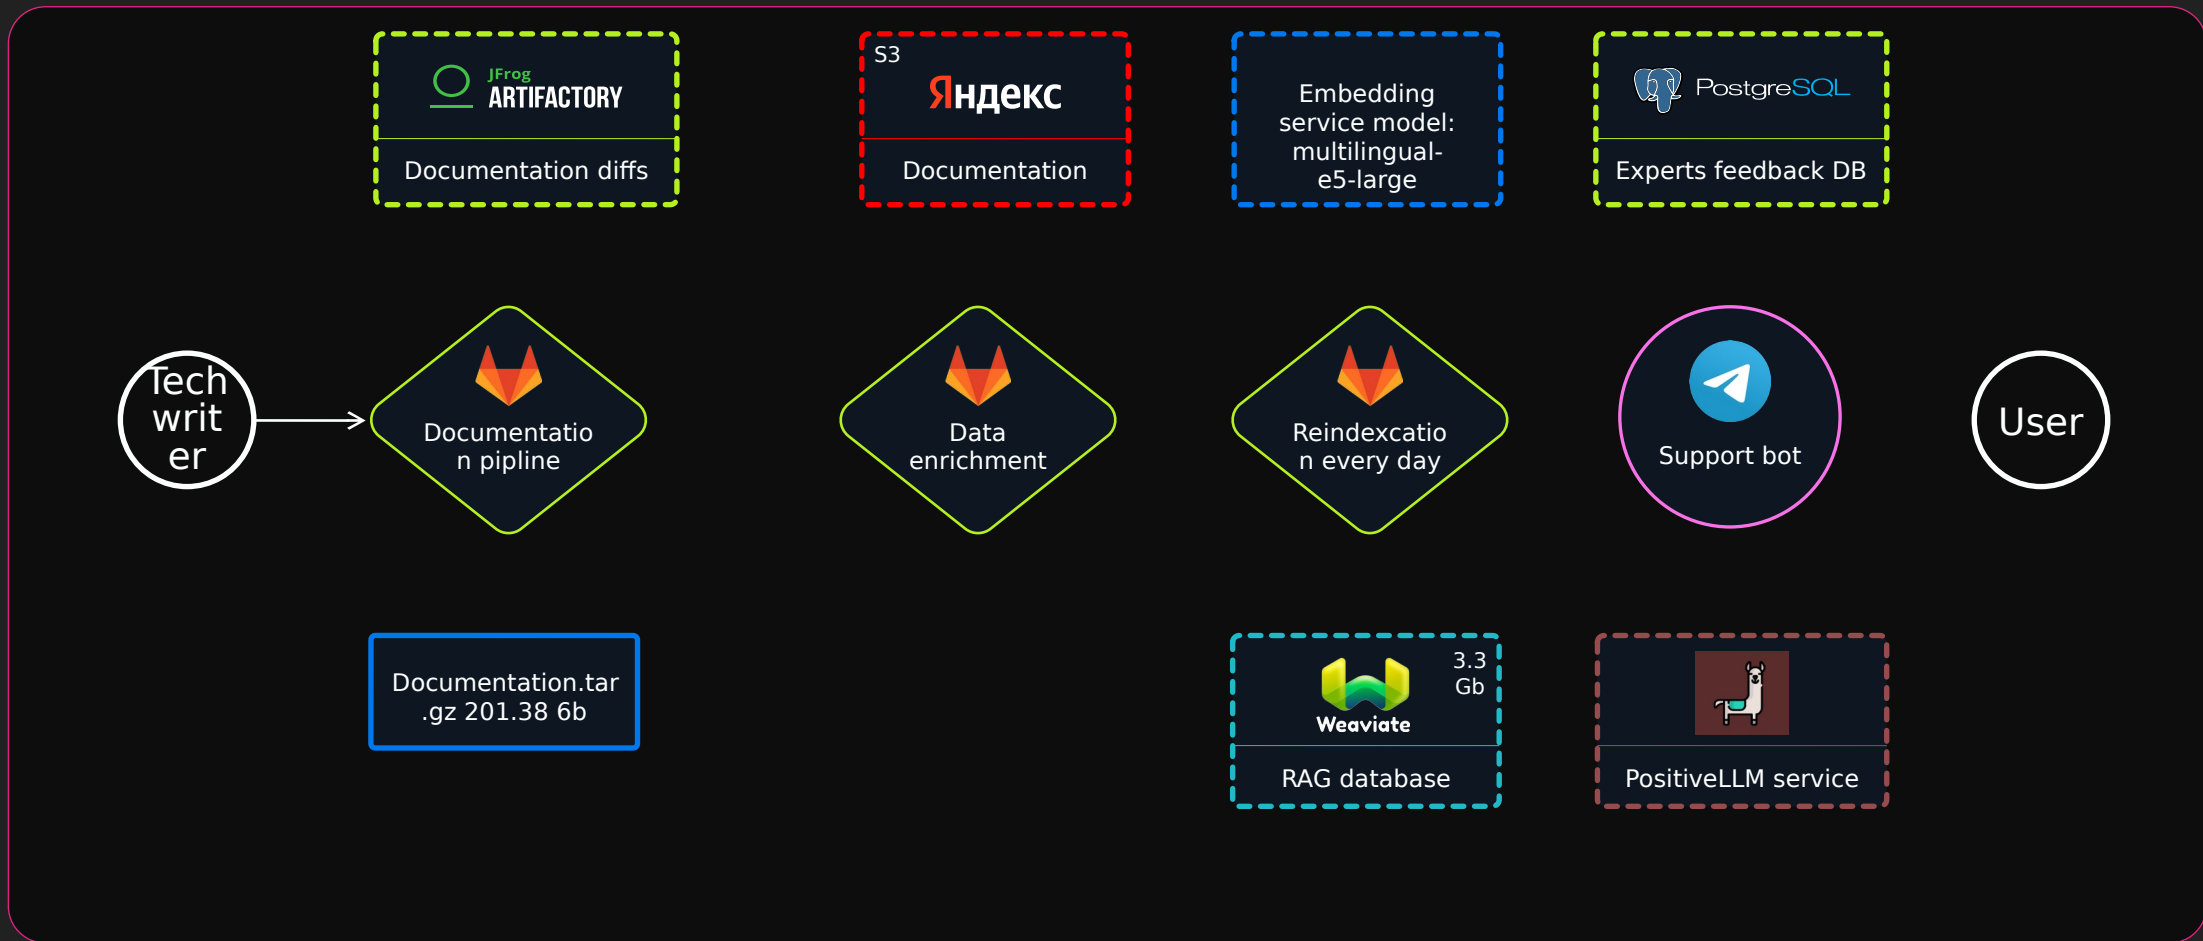 JFrog
ARTIFACTORY
Documentation diffs
S3
Яндекс
Documentation
Embedding
service model:
multilingual-
e5-large
PostgreSQL
Experts feedback DB
Tech
writ
er
Documentatio
n pipline
Data
enrichment
Reindexcatio
n every day
Support bot
User
Documentation.tar
.gz 201.38 6b
3.3
Gb
Weaviate
RAG database
PositiveLLM service